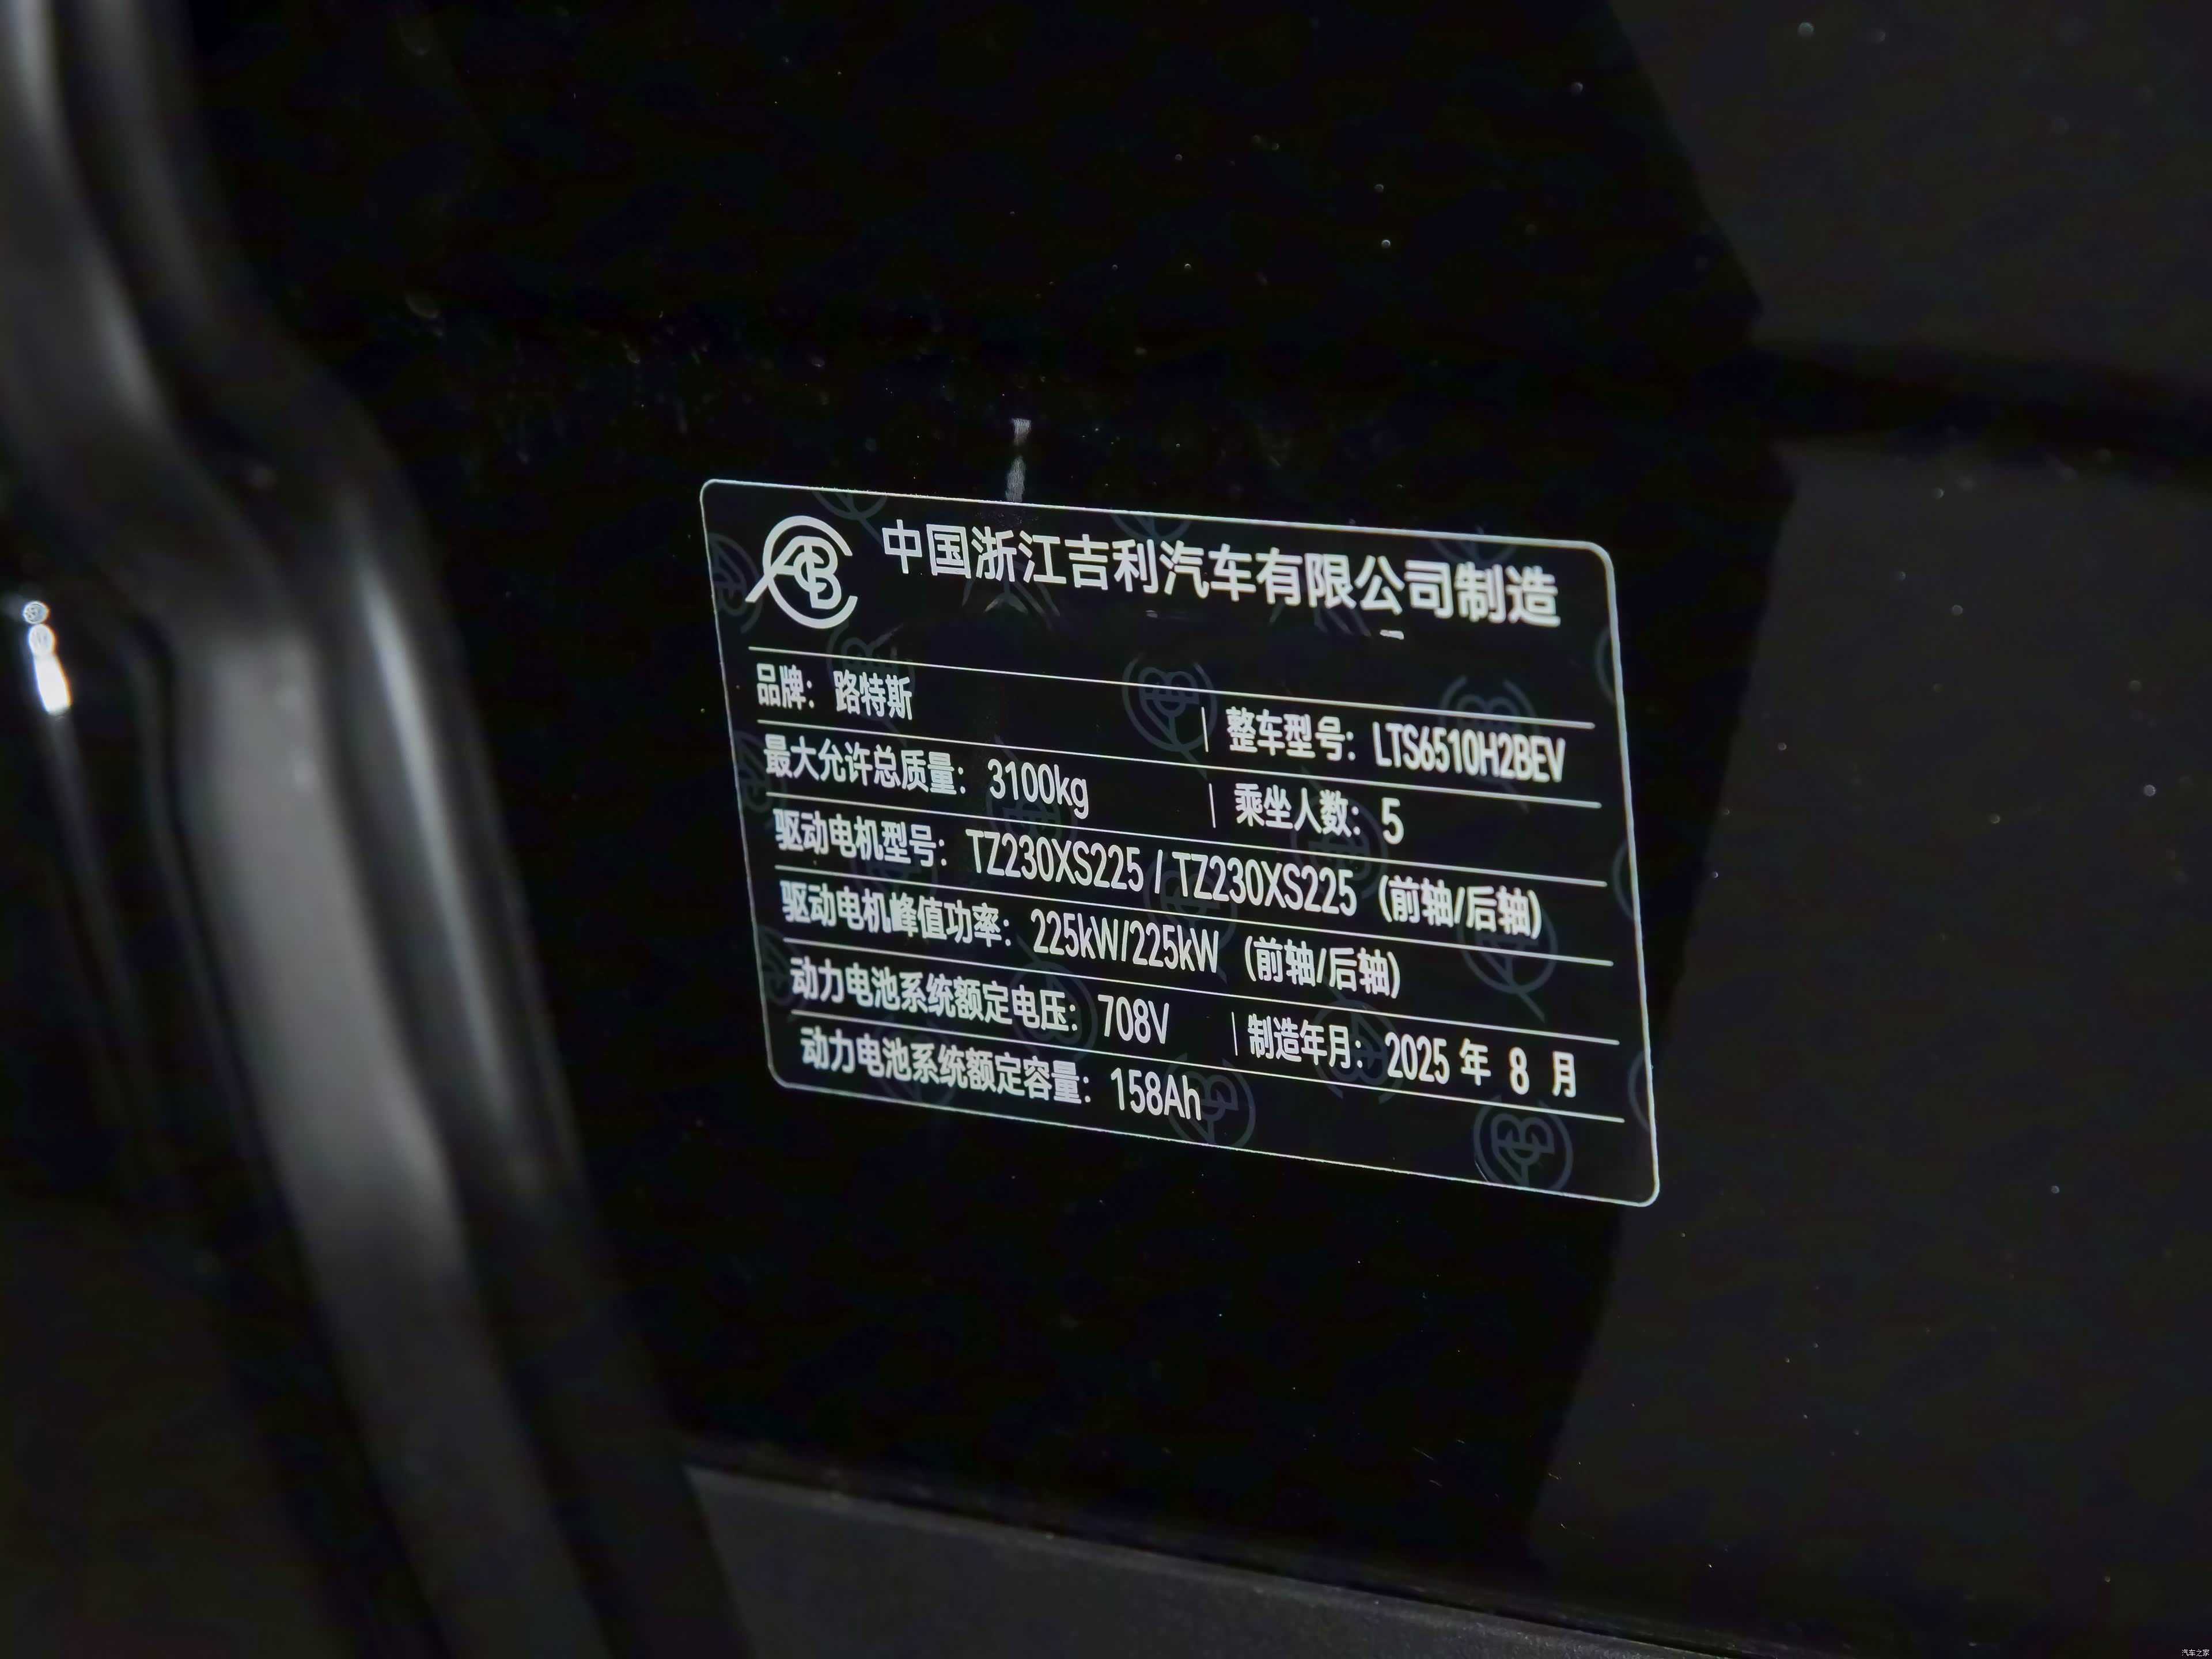 中国浙江吉利汽车有限公司制造
品牌：路特斯 整车型号：LTS6510H2BEV
最大允许总质量：3100kg 乘坐人数：5
驱动电机型号：TZ230XS225 / TZ230XS225 (前轴/后轴)
驱动电机峰值功率：225kW/225kW (前轴/后轴)
动力电池系统额定电压：708V 制造年月：2025 年 8 月
动力电池系统额定容量：158Ah
汽车之家